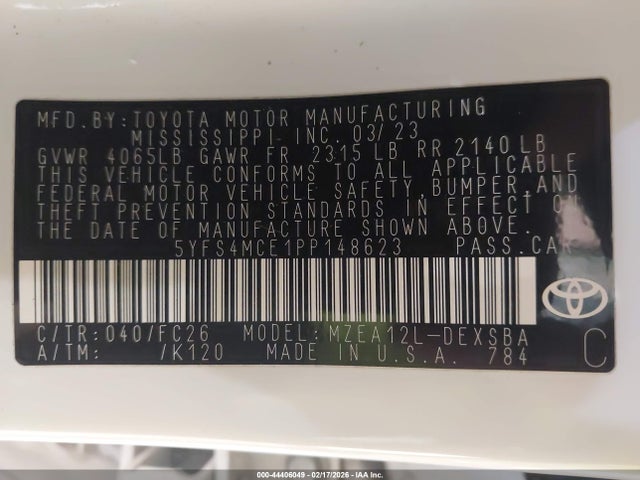 MFD.BY:TOYOTA MOTOR MANUFACTURING
MISSISSIPPI INC. 03/23
GVWR 4065LB GAWR FR 2315 LB RR 2140 LB
THIS VEHICLE CONFORMS TO ALL APPLICABLE
FEDERAL MOTOR VEHICLE SAFETY, BUMPER, AND
THEFT PREVENTION STANDARDS IN EFFECT ON
THE DATE OF MANUFACTURE SHOWN ABOVE.
5YFS4MCE1PP148623 PASS.CAR
C/TR:040/FC26 MODEL:MZEA12L-DEXSBA
A/TM: /K120 MADE IN U.S.A. 784
C
000-44406049 - 02/17/2026 - IAA Inc.